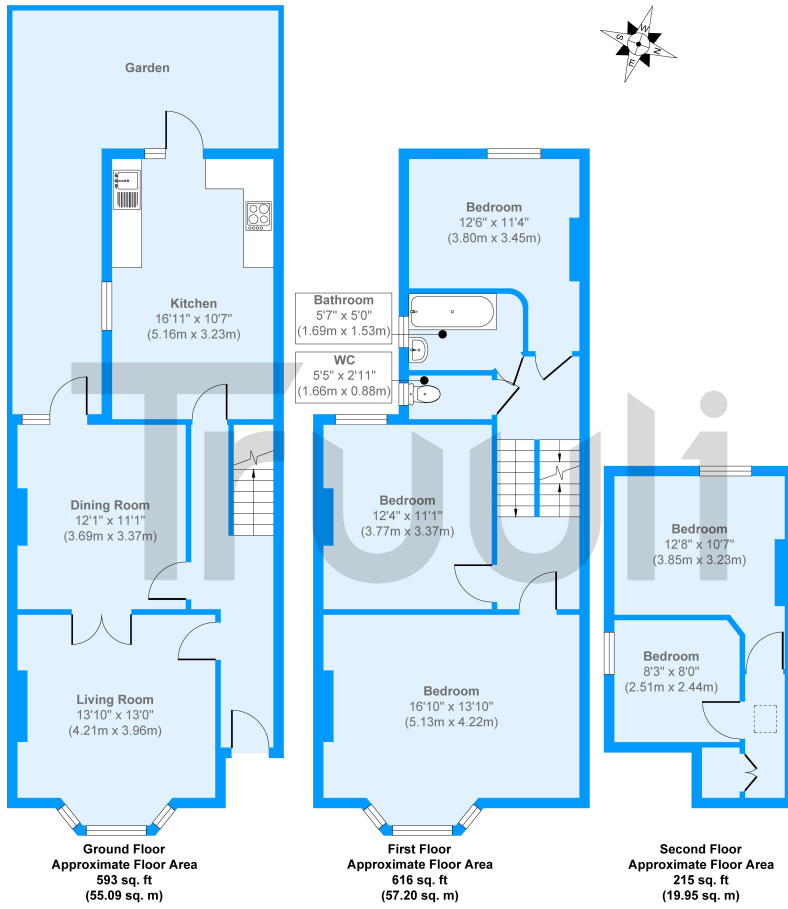 Garden
W
S
N
E
Kitchen
16'11" x 10'7"
(5.16m x 3.23m)
Dining Room
12'1" x 11'1"
(3.69m x 3.37m)
Living Room
13'10" x 13'0"
(4.21m x 3.96m)
Bedroom
12'6" x 11'4"
(3.80m x 3.45m)
Bathroom
5'7" x 5'0"
(1.69m x 1.53m)
WC
5'5" x 2'11"
(1.66m x 0.88m)
Bedroom
12'4" x 11'1"
(3.77m x 3.37m)
Bedroom
16'10" x 13'10"
(5.13m x 4.22m)
Bedroom
12'8" x 10'7"
(3.85m x 3.23m)
Bedroom
8'3" x 8'0"
(2.51m x 2.44m)
Truuli
Ground Floor
Approximate Floor Area
593 sq. ft
(55.09 sq. m)
First Floor
Approximate Floor Area
616 sq. ft
(57.20 sq. m)
Second Floor
Approximate Floor Area
215 sq. ft
(19.95 sq. m)